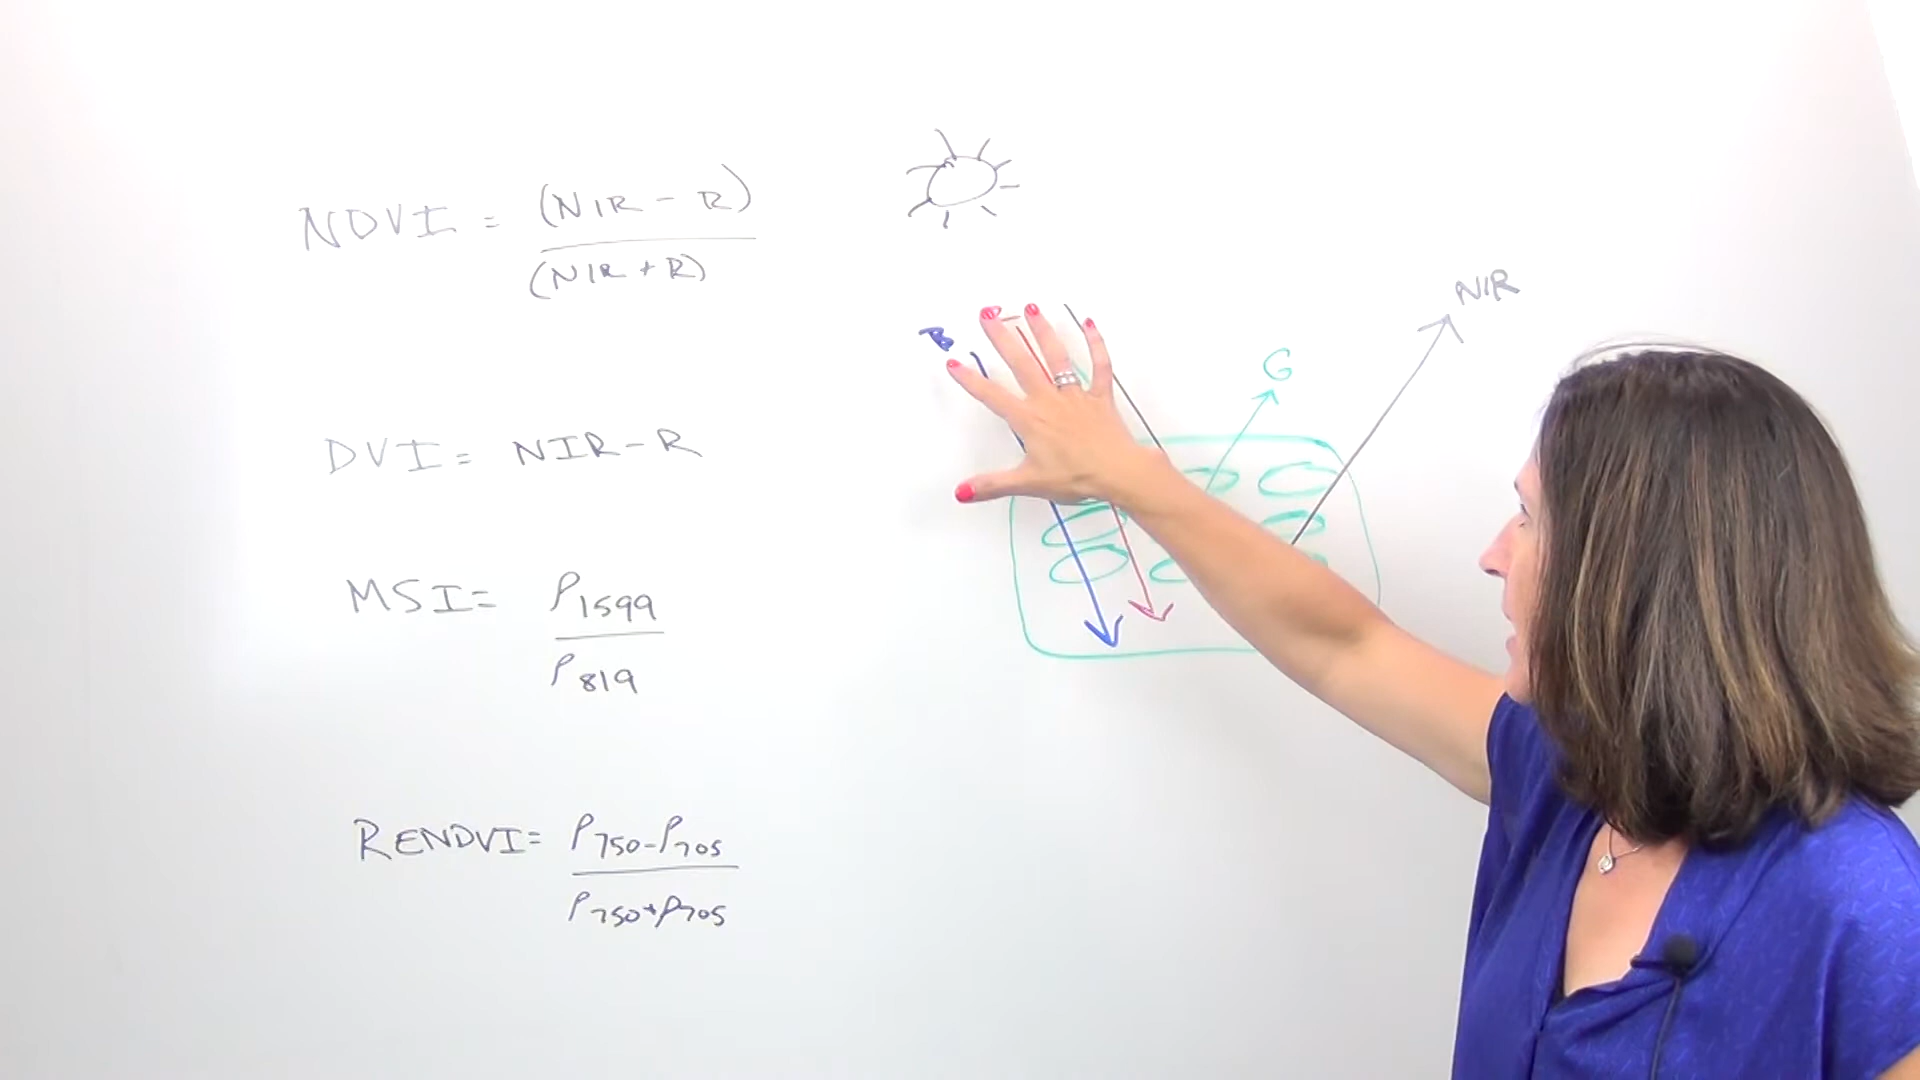 NDVI = (NIR - R)
(NIR + R)
DVI = NIR - R
MSI = ρ1599
ρ819
RENDVI = ρ750 - ρ705
ρ750 + ρ705
B
G
NIR